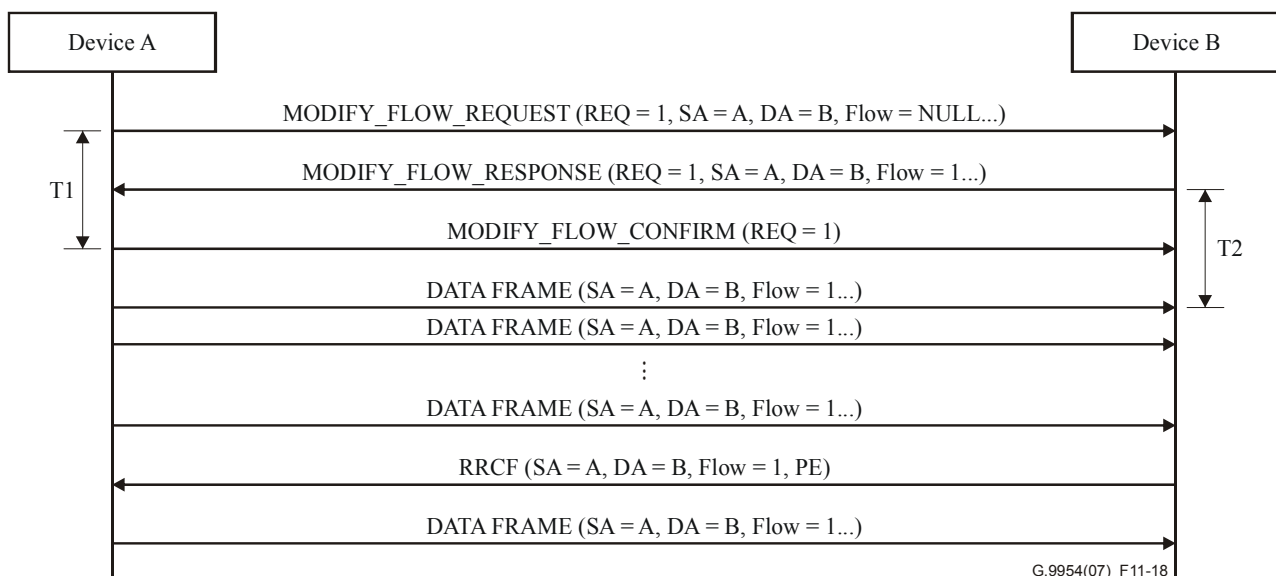 Device A
Device B
MODIFY_FLOW_REQUEST (REQ = 1, SA = A, DA = B, Flow = NULL...)
MODIFY_FLOW_RESPONSE (REQ = 1, SA = A, DA = B, Flow = 1...)
T1
MODIFY_FLOW_CONFIRM (REQ = 1)
T2
DATA FRAME (SA = A, DA = B, Flow = 1...)
DATA FRAME (SA = A, DA = B, Flow = 1...)
⋮
DATA FRAME (SA = A, DA = B, Flow = 1...)
RRCF (SA = A, DA = B, Flow = 1, PE)
DATA FRAME (SA = A, DA = B, Flow = 1...)
G.9954(07)_F11-18